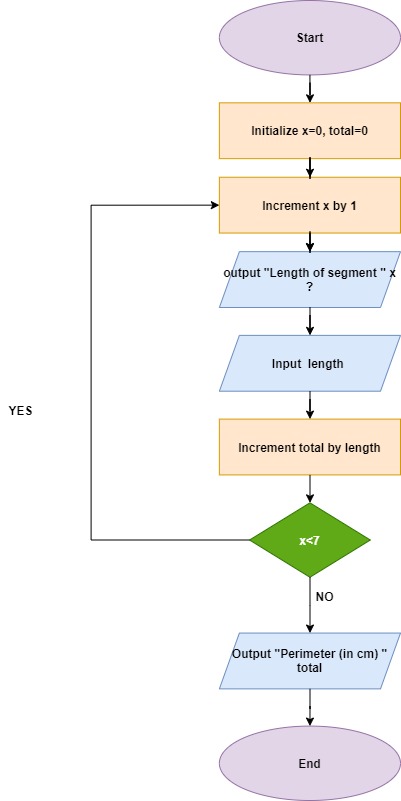 Start
Initialize x=0, total=0
Increment x by 1
output "Length of segment " x
?
Input  length
Increment total by length
YES
x<7
NO
Output "Perimeter (in cm) "
total
End